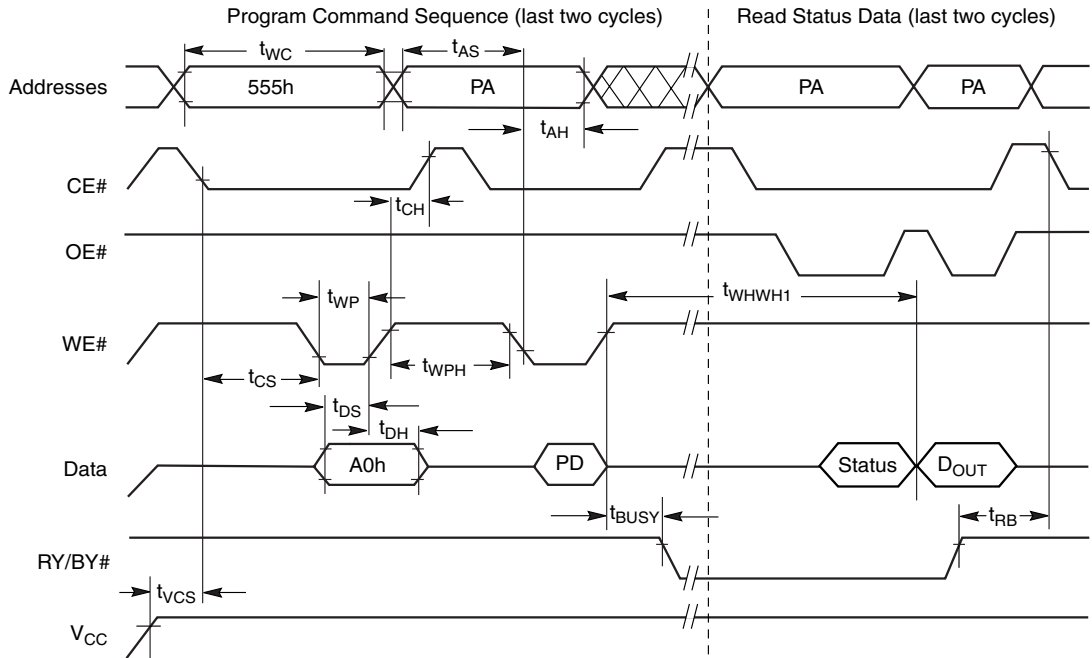 Program Command Sequence (last two cycles)
Read Status Data (last two cycles)
tWC
tAS
Addresses
555h
PA
PA
PA
tAH
CE#
tCH
OE#
tWHWH1
tWP
WE#
tCS
tWPH
tDS
tDH
Data
A0h
PD
Status
DOUT
tBUSY
tRB
RY/BY#
tVCS
VCC